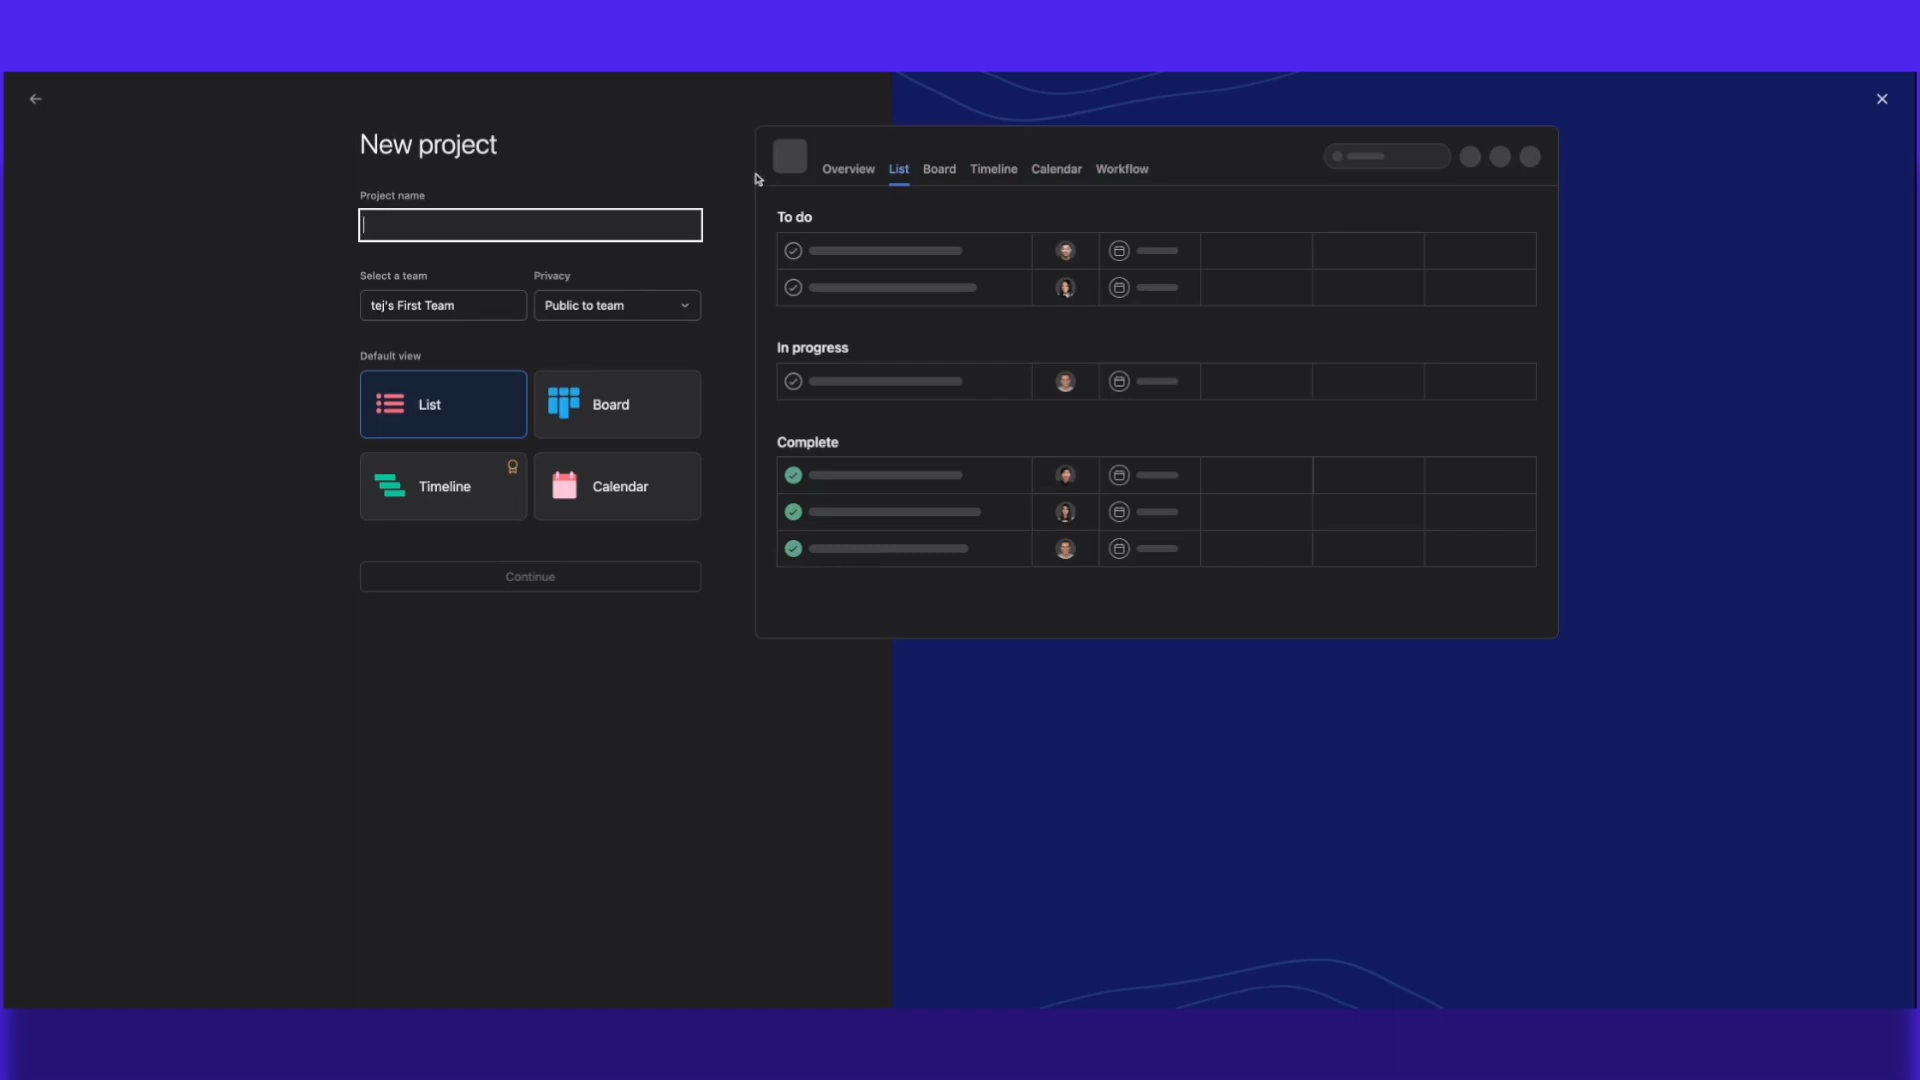 New project
Project name
Select a team
Privacy
tej's First Team
Public to team
Default view
List
Board
Timeline
Calendar
Continue
Overview List Board Timeline Calendar Workflow
To do
In progress
Complete